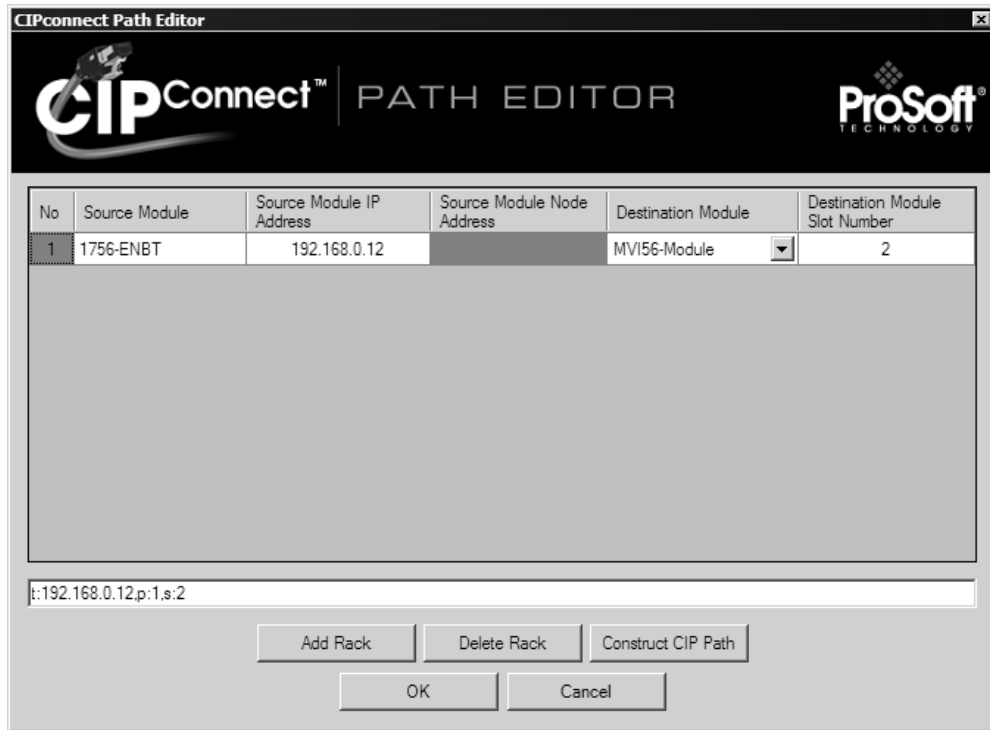 CIPconnect Path Editor
CIPConnect™ PATH EDITOR
ProSoft®
TECHNOLOGY
No Source Module Source Module IP Address Source Module Node Address Destination Module Destination Module Slot Number
1 1756-ENBT 192.168.0.12 MVI56-Module 2
t:192.168.0.12,p:1,s:2
Add Rack Delete Rack Construct CIP Path
OK Cancel